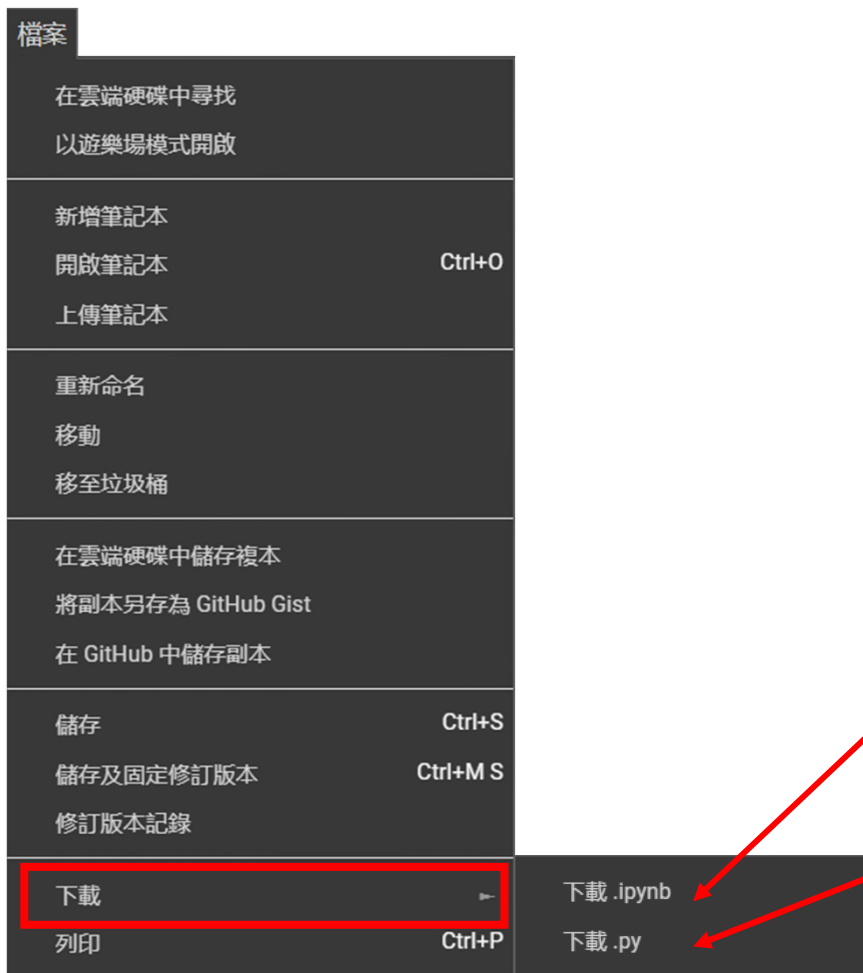 檔案
在雲端硬碟中尋找
以遊樂場模式開啟
新增筆記本
開啟筆記本 Ctrl+O
上傳筆記本
重新命名
移動
移至垃圾桶
在雲端硬碟中儲存複本
將副本另存為 GitHub Gist
在 GitHub 中儲存副本
儲存 Ctrl+S
儲存及固定修訂版本 Ctrl+M S
修訂版本記錄
下載
下載 .ipynb
列印 Ctrl+P
下載 .py